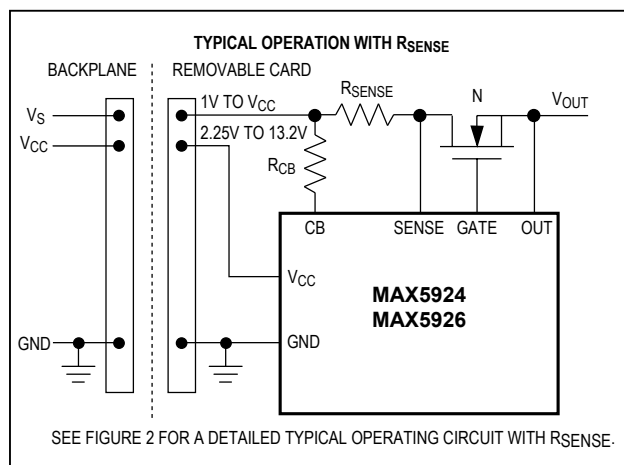 TYPICAL OPERATION WITH RSENSE
BACKPLANE
REMOVABLE CARD
1V TO VCC
RSENSE
N
VOUT
VS
VCC
2.25V TO 13.2V
RCB
CB
SENSE
GATE
OUT
VCC
MAX5924
MAX5926
GND
GND
SEE FIGURE 2 FOR A DETAILED TYPICAL OPERATING CIRCUIT WITH RSENSE.